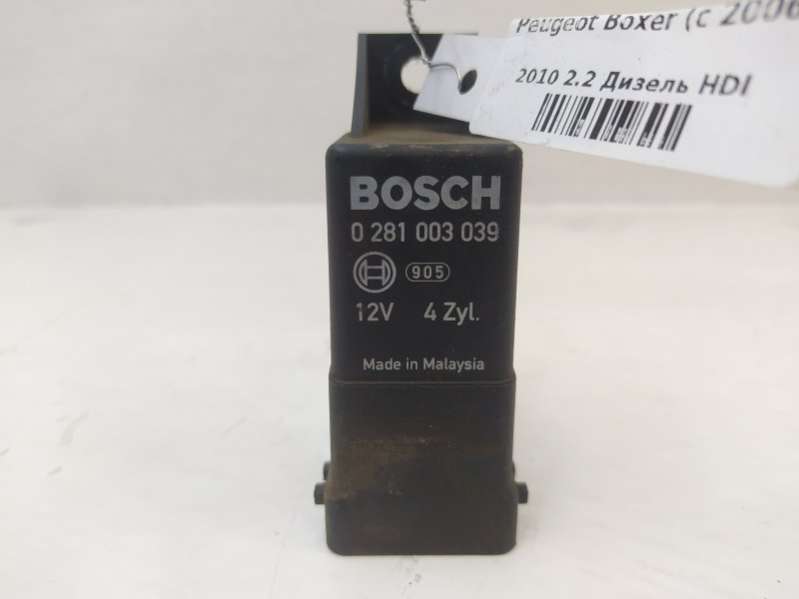 Peugeot Boxer (с 2006
2010 2.2 Дизель HDI
BOSCH
0 281 003 039
905
12V 4 Zyl.
Made in Malaysia